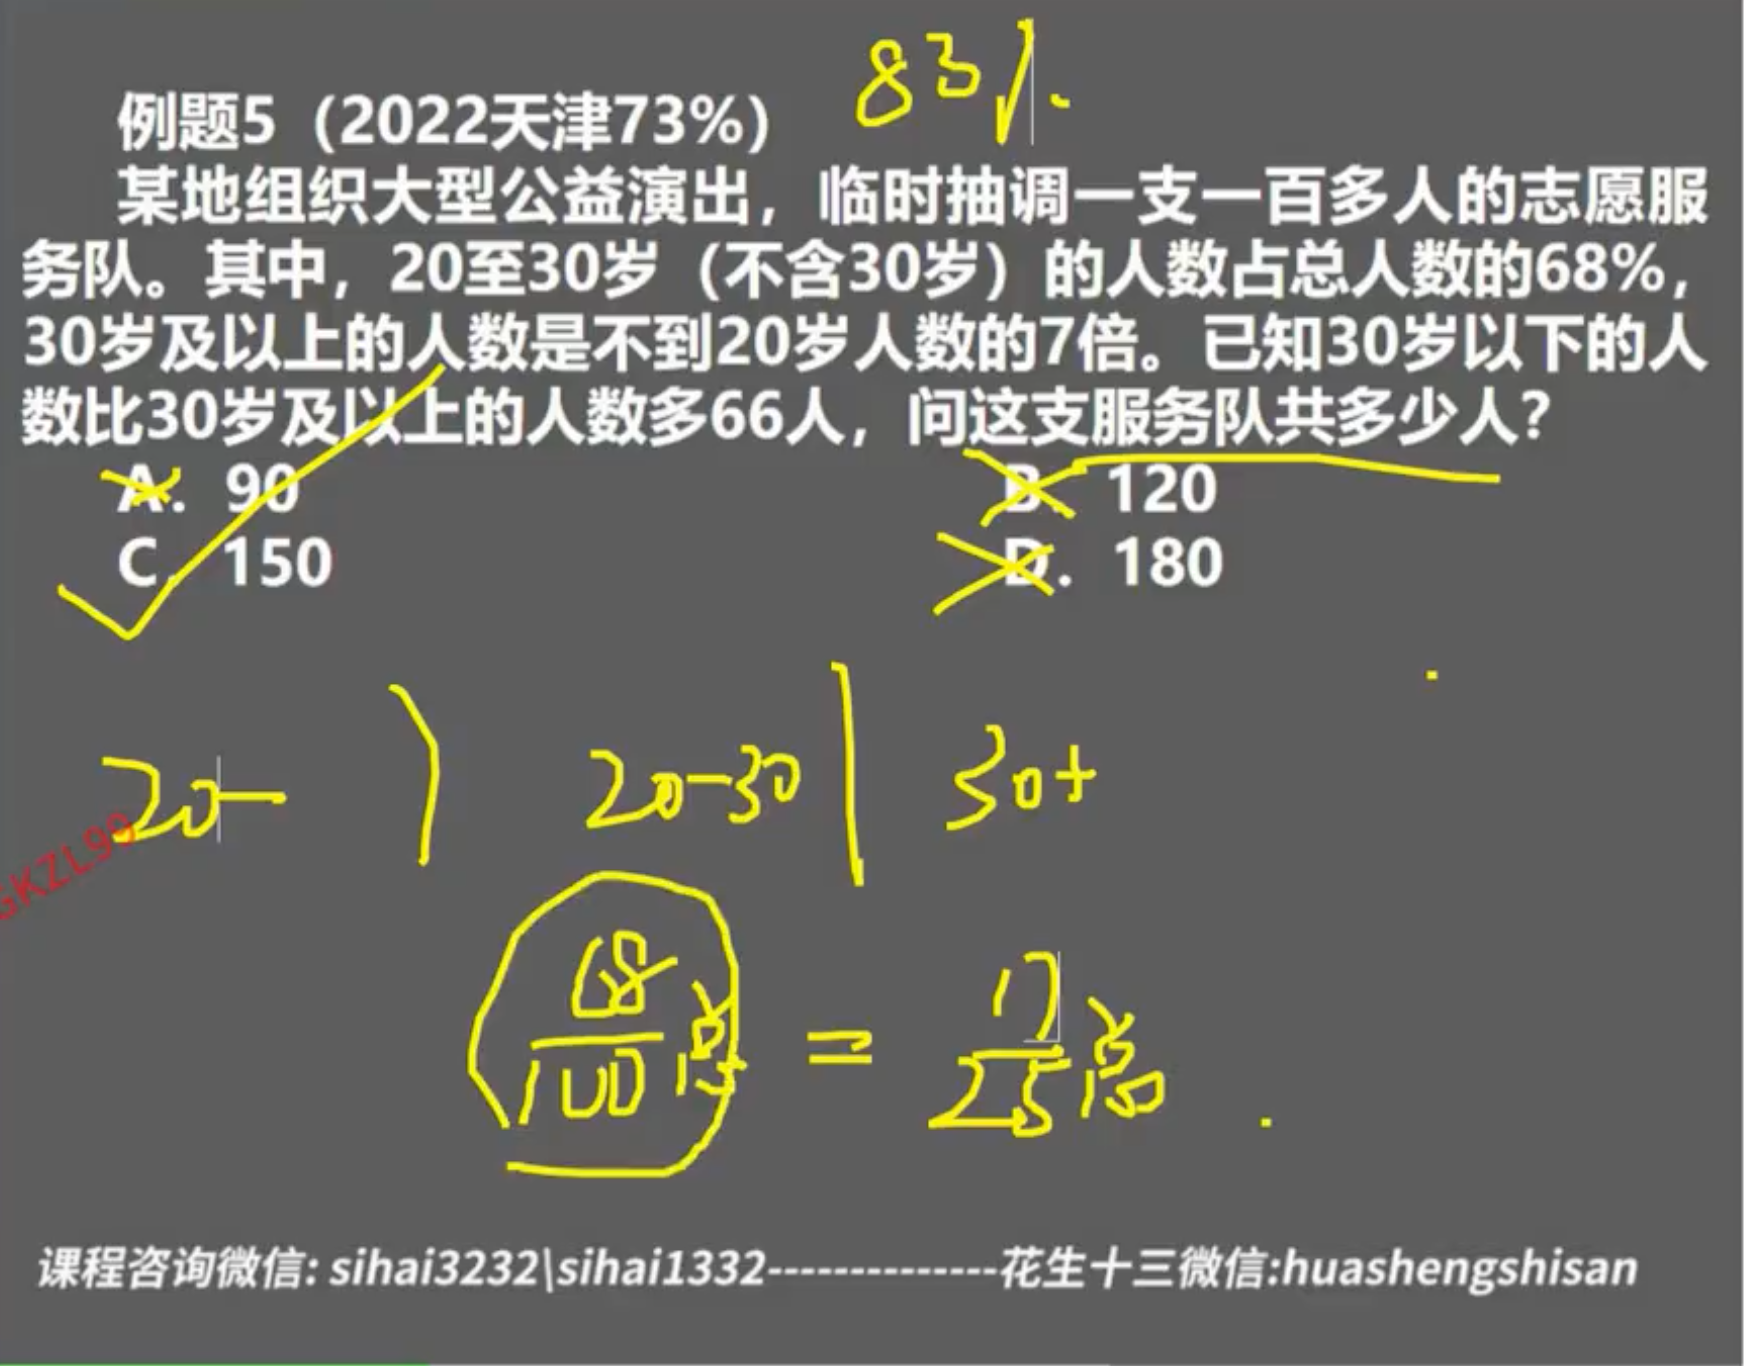 83%.
例题5（2022天津73%）
某地组织大型公益演出，临时抽调一支一百多人的志愿服
务队。其中，20至30岁（不含30岁）的人数占总人数的68%，
30岁及以上的人数是不到20岁人数的7倍。已知30岁以下的人
数比30岁及以上的人数多66人，问这支服务队共多少人？
A. 90 B. 120
C. 150 D. 180
20- 20-30 30+
68/100总 = 17/25总
GKZL99
课程咨询微信: sihai3232\sihai1332--------------花生十三微信:huashengshisan